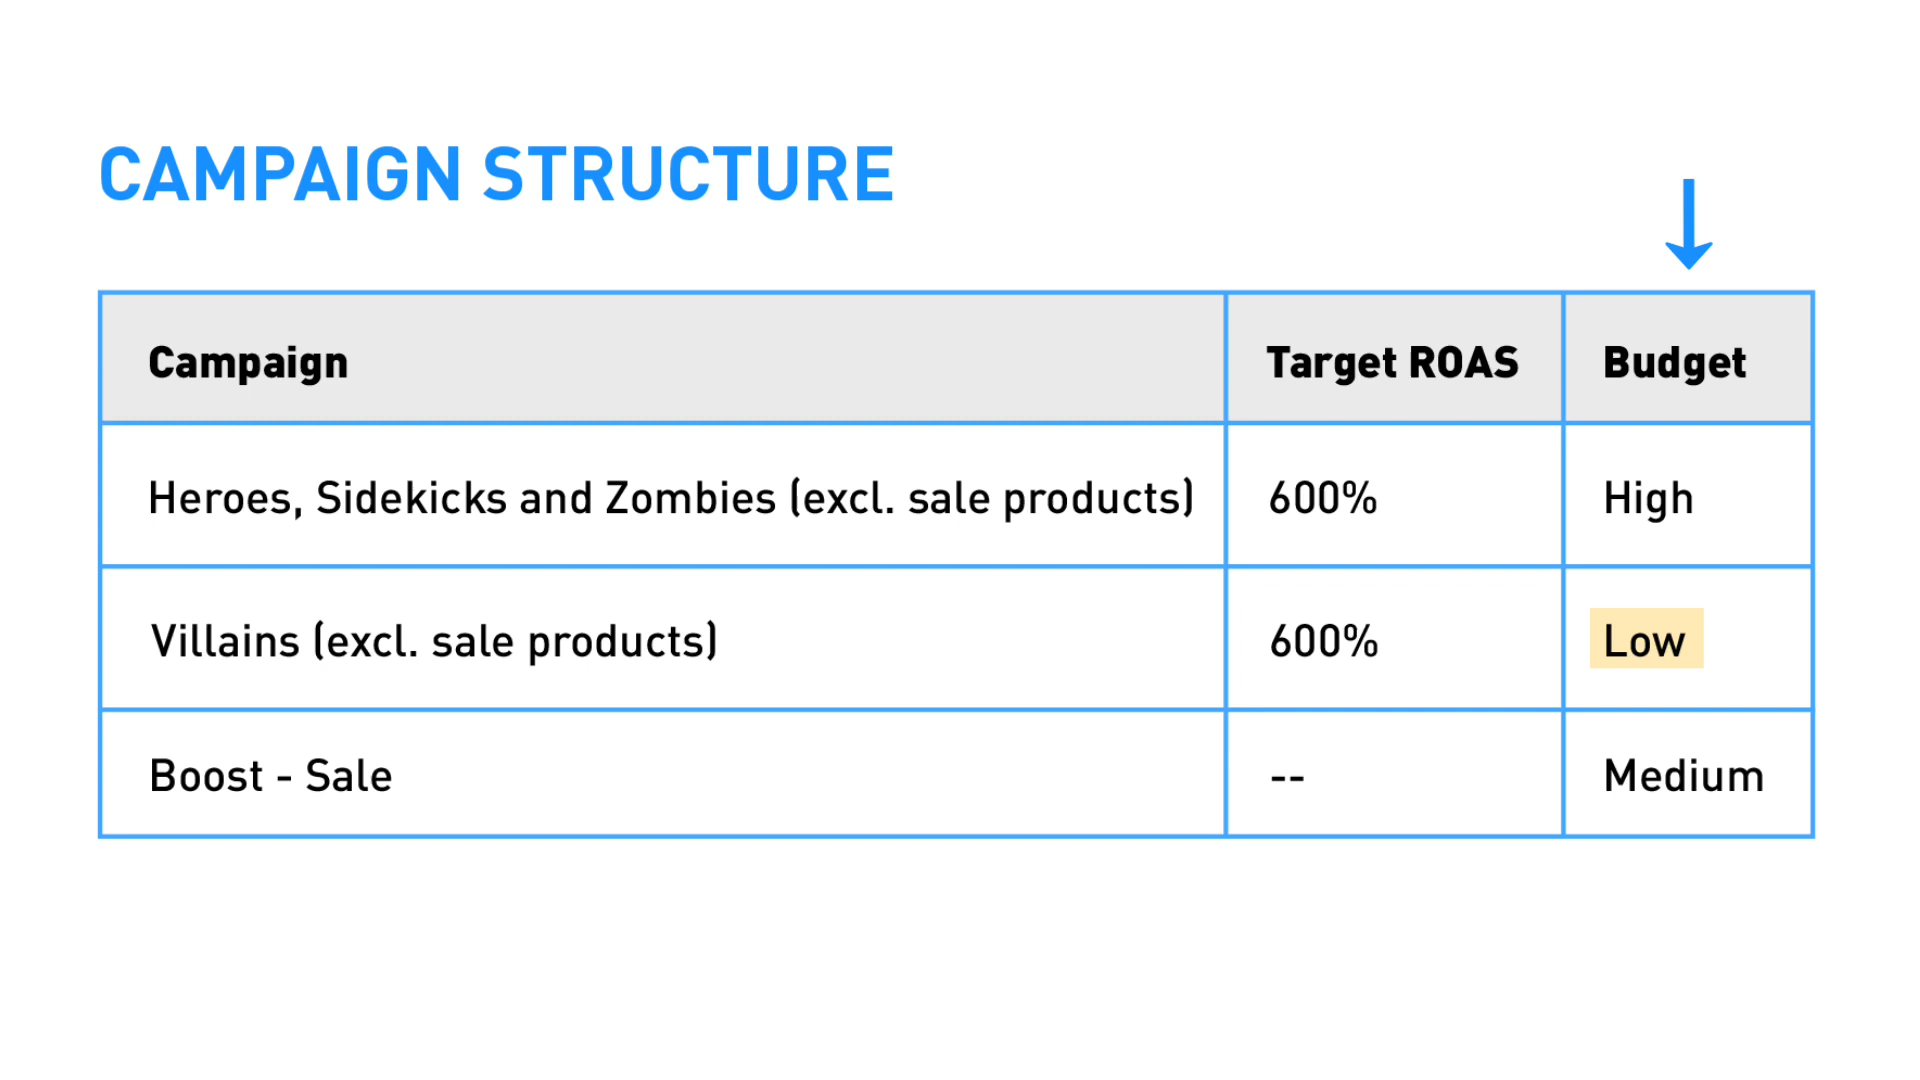 CAMPAIGN STRUCTURE
Campaign Target ROAS Budget
Heroes, Sidekicks and Zombies (excl. sale products) 600% High
Villains (excl. sale products) 600% Low
Boost - Sale -- Medium